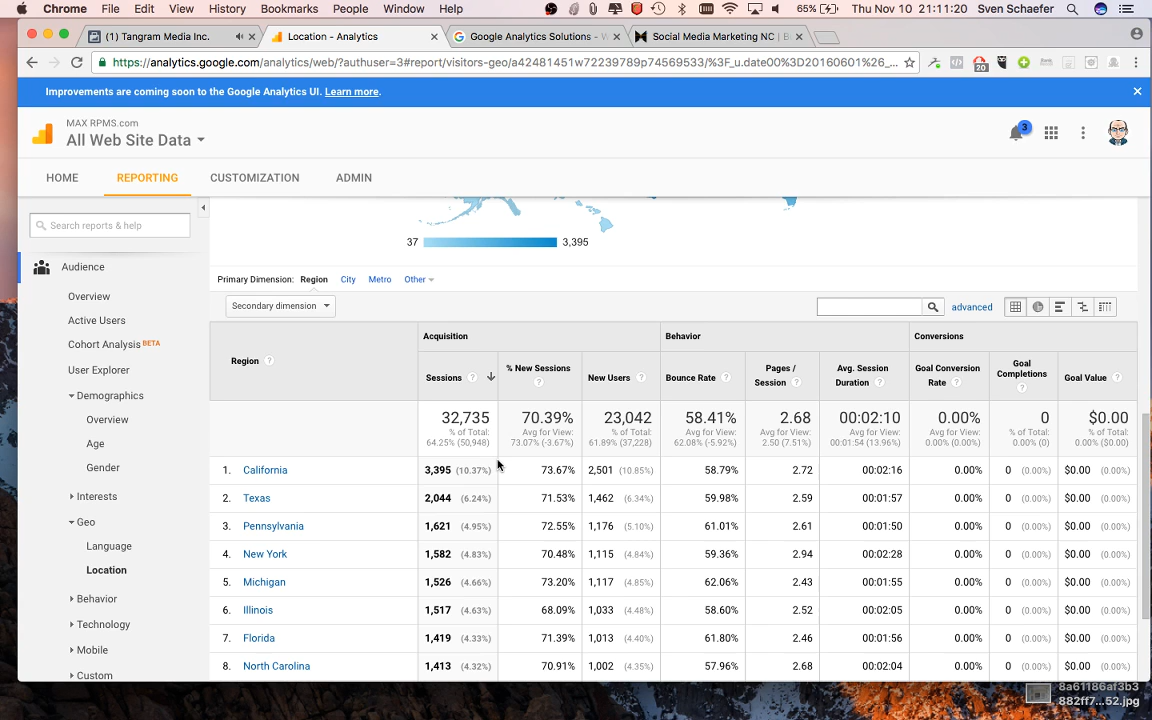 Chrome File Edit View History Bookmarks People Window Help 65% Thu Nov 10 21:11:20 Sven Schaefer
(1) Tangram Media Inc. Location - Analytics Google Analytics Solutions - Social Media Marketing NC | B
https://analytics.google.com/analytics/web/?authuser=3#report/visitors-geo/a42481451w72239789p74569533/%3F_u.date00%3D20160601%26_... 20
Improvements are coming soon to the Google Analytics UI. Learn more.
MAX RPMS.com
All Web Site Data
3
HOME REPORTING CUSTOMIZATION ADMIN
Search reports & help
Audience
Overview
Active Users
Cohort Analysis BETA
User Explorer
Demographics
Overview
Age
Gender
Interests
Geo
Language
Location
Behavior
Technology
Mobile
Custom
37 3,395
Primary Dimension: Region City Metro Other
Secondary dimension advanced
Region ? Acquisition Behavior Conversions
Sessions ? % New Sessions ? New Users ? Bounce Rate ? Pages / Session ? Avg. Session Duration ? Goal Conversion Rate ? Goal Completions ? Goal Value ?
32,735 70.39% 23,042 58.41% 2.68 00:02:10 0.00% 0 $0.00
% of Total: Avg for View: % of Total: Avg for View: Avg for View: Avg for View: Avg for View: % of Total: % of Total:
64.25% (50,948) 73.07% (-3.67%) 61.89% (37,228) 62.08% (-5.92%) 2.50 (7.51%) 00:01:54 (13.96%) 0.00% (0.00%) 0.00% (0) 0.00% ($0.00)
1. California 3,395 (10.37%) 73.67% 2,501 (10.85%) 58.79% 2.72 00:02:16 0.00% 0 (0.00%) $0.00 (0.00%)
2. Texas 2,044 (6.24%) 71.53% 1,462 (6.34%) 59.98% 2.59 00:01:57 0.00% 0 (0.00%) $0.00 (0.00%)
3. Pennsylvania 1,621 (4.95%) 72.55% 1,176 (5.10%) 61.01% 2.61 00:01:50 0.00% 0 (0.00%) $0.00 (0.00%)
4. New York 1,582 (4.83%) 70.48% 1,115 (4.84%) 59.36% 2.94 00:02:28 0.00% 0 (0.00%) $0.00 (0.00%)
5. Michigan 1,526 (4.66%) 73.20% 1,117 (4.85%) 62.06% 2.43 00:01:55 0.00% 0 (0.00%) $0.00 (0.00%)
6. Illinois 1,517 (4.63%) 68.09% 1,033 (4.48%) 58.60% 2.52 00:02:05 0.00% 0 (0.00%) $0.00 (0.00%)
7. Florida 1,419 (4.33%) 71.39% 1,013 (4.40%) 61.80% 2.46 00:01:56 0.00% 0 (0.00%) $0.00 (0.00%)
8. North Carolina 1,413 (4.32%) 70.91% 1,002 (4.35%) 57.96% 2.68 00:02:04 0.00% 0 (0.00%) $0.00 (0.00%)
8a61186af3b3
882ff7...52.jpg